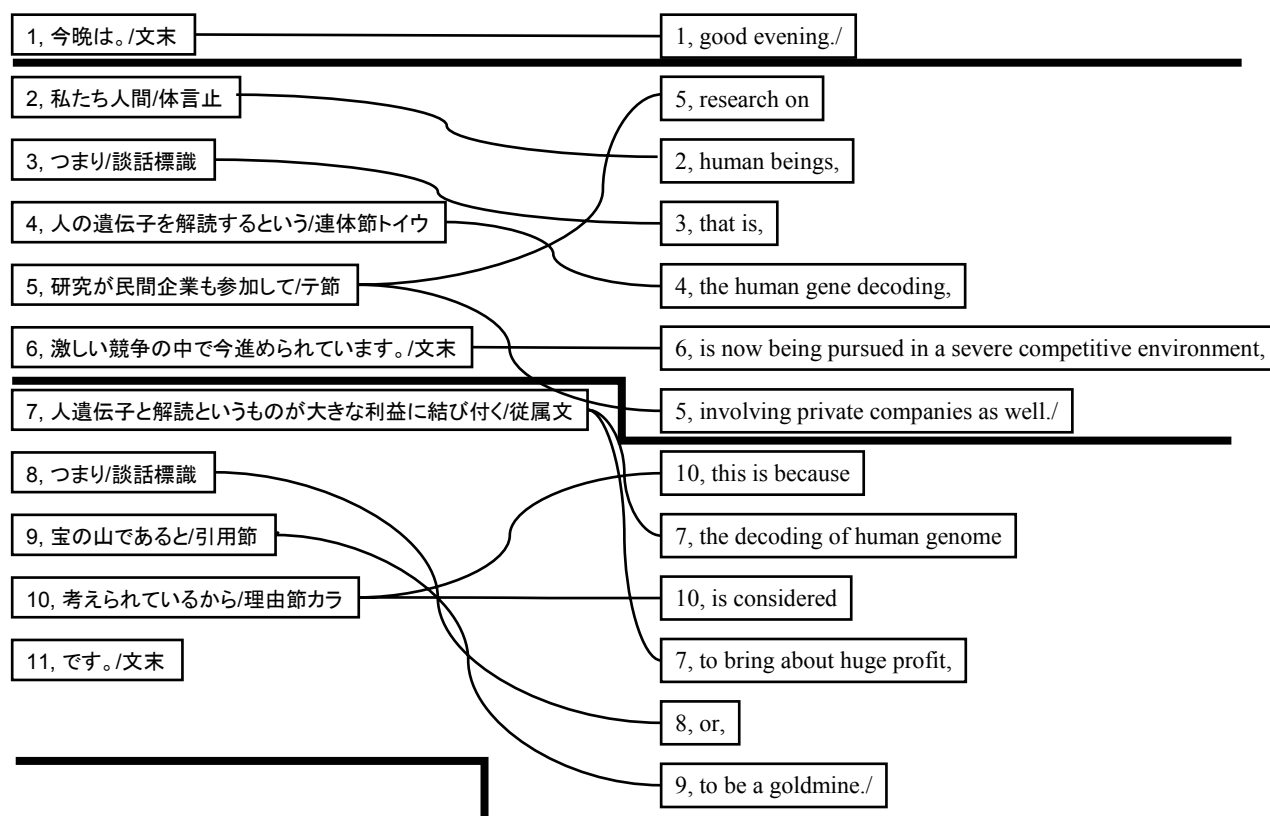 1, 今晩は。/文末
1, good evening./
2, 私たち人間/体言止
5, research on
3, つまり/談話標識
2, human beings,
4, 人の遺伝子を解読するという/連体節トイウ
3, that is,
5, 研究が民間企業も参加して/テ節
4, the human gene decoding,
6, 激しい競争の中で今進められています。/文末
6, is now being pursued in a severe competitive environment,
7, 人遺伝子と解読というものが大きな利益に結び付く/従属文
5, involving private companies as well./
8, つまり/談話標識
10, this is because
9, 宝の山であると/引用節
7, the decoding of human genome
10, 考えられているから/理由節カラ
10, is considered
11, です。/文末
7, to bring about huge profit,
8, or,
9, to be a goldmine./